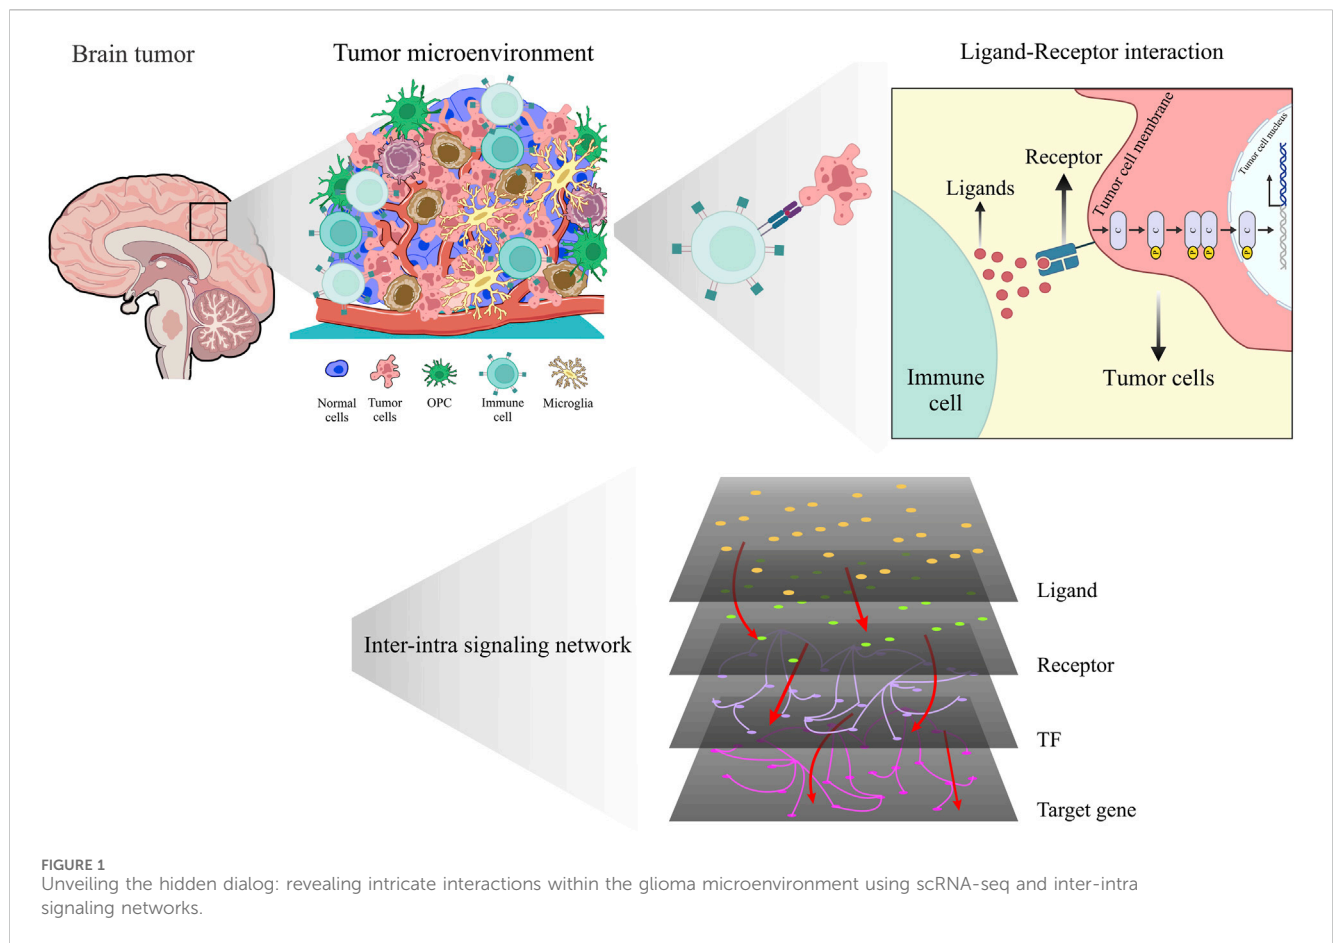 Brain tumor
Tumor microenvironment
Ligand-Receptor interaction
Normal
cells
Tumor
cells
OPC
Immune
cell
Microglia
Ligands
Receptor
Tumor cell membrane
Tumor cell nucleus
C
C
C
C
C
P
P
P
P
Immune
cell
Tumor cells
Inter-intra signaling network
Ligand
Receptor
TF
Target gene
FIGURE 1
Unveiling the hidden dialog: revealing intricate interactions within the glioma microenvironment using scRNA-seq and inter-intra
signaling networks.